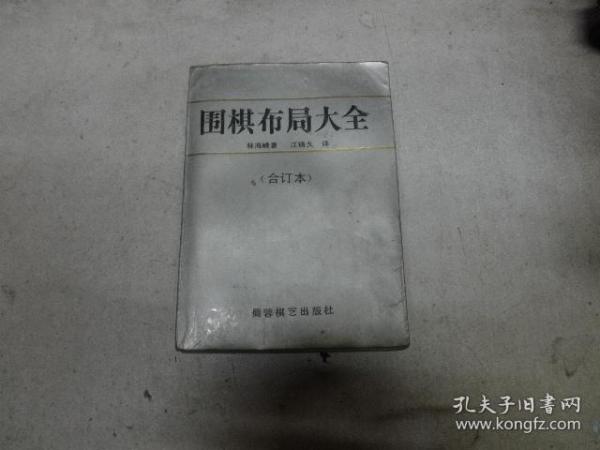 围棋布局大全
林海峰著 江铸久 译
(合订本)
蜀蓉棋艺出版社
孔夫子旧书网
www.kongfz.com